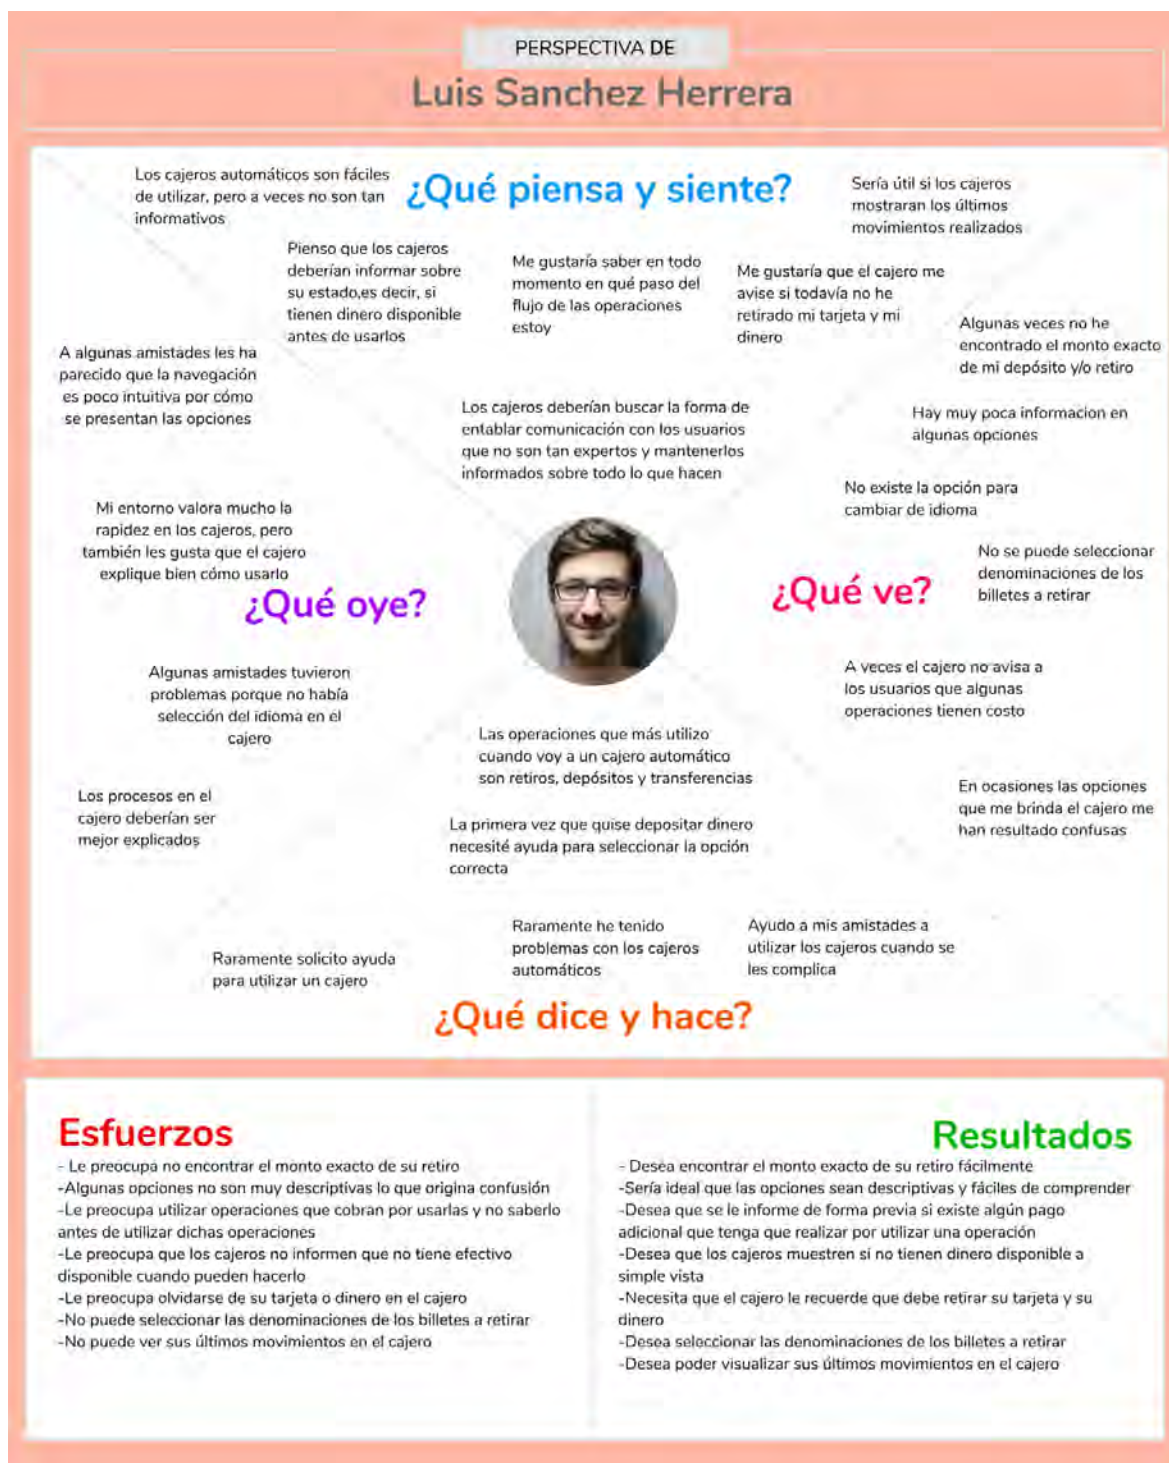 PERSPECTIVA DE
Luis Sanchez Herrera
¿Qué piensa y siente?
Los cajeros automáticos son fáciles
de utilizar, pero a veces no son tan
informativos
Sería útil si los cajeros
mostraran los últimos
movimientos realizados
Pienso que los cajeros
deberían informar sobre
su estado,es decir, si
tienen dinero disponible
antes de usarlos
Me gustaría saber en todo
momento en qué paso del
flujo de las operaciones
estoy
Me gustaría que el cajero me
avise si todavía no he
retirado mi tarjeta y mi
dinero
Los cajeros deberían buscar la forma de
entablar comunicación con los usuarios
que no son tan expertos y mantenerlos
informados sobre todo lo que hacen
A algunas amistades les ha
parecido que la navegación
es poco intuitiva por cómo
se presentan las opciones
Mi entorno valora mucho la
rapidez en los cajeros, pero
también les gusta que el cajero
explique bien cómo usarlo
¿Qué oye?
Algunas amistades tuvieron
problemas porque no había
selección del idioma en el
cajero
Los procesos en el
cajero deberían ser
mejor explicados
Algunas veces no he
encontrado el monto exacto
de mi depósito y/o retiro
Hay muy poca informacion en
algunas opciones
No existe la opción para
cambiar de idioma
No se puede seleccionar
denominaciones de los
billetes a retirar
¿Qué ve?
A veces el cajero no avisa a
los usuarios que algunas
operaciones tienen costo
En ocasiones las opciones
que me brinda el cajero me
han resultado confusas
Las operaciones que más utilizo
cuando voy a un cajero automático
son retiros, depósitos y transferencias
La primera vez que quise depositar dinero
necesité ayuda para seleccionar la opción
correcta
Raramente solicito ayuda
para utilizar un cajero
Raramente he tenido
problemas con los cajeros
automáticos
Ayudo a mis amistades a
utilizar los cajeros cuando se
les complica
¿Qué dice y hace?
Esfuerzos
- Le preocupa no encontrar el monto exacto de su retiro
-Algunas opciones no son muy descriptivas lo que origina confusión
-Le preocupa utilizar operaciones que cobran por usarlas y no saberlo
antes de utilizar dichas operaciones
-Le preocupa que los cajeros no informen que no tiene efectivo
disponible cuando pueden hacerlo
-Le preocupa olvidarse de su tarjeta o dinero en el cajero
-No puede seleccionar las denominaciones de los billetes a retirar
-No puede ver sus últimos movimientos en el cajero
Resultados
- Desea encontrar el monto exacto de su retiro fácilmente
-Sería ideal que las opciones sean descriptivas y fáciles de comprender
-Desea que se le informe de forma previa si existe algún pago
adicional que tenga que realizar por utilizar una operación
-Desea que los cajeros muestren si no tienen dinero disponible a
simple vista
-Necesita que el cajero le recuerde que debe retirar su tarjeta y su
dinero
-Desea seleccionar las denominaciones de los billetes a retirar
-Desea poder visualizar sus últimos movimientos en el cajero